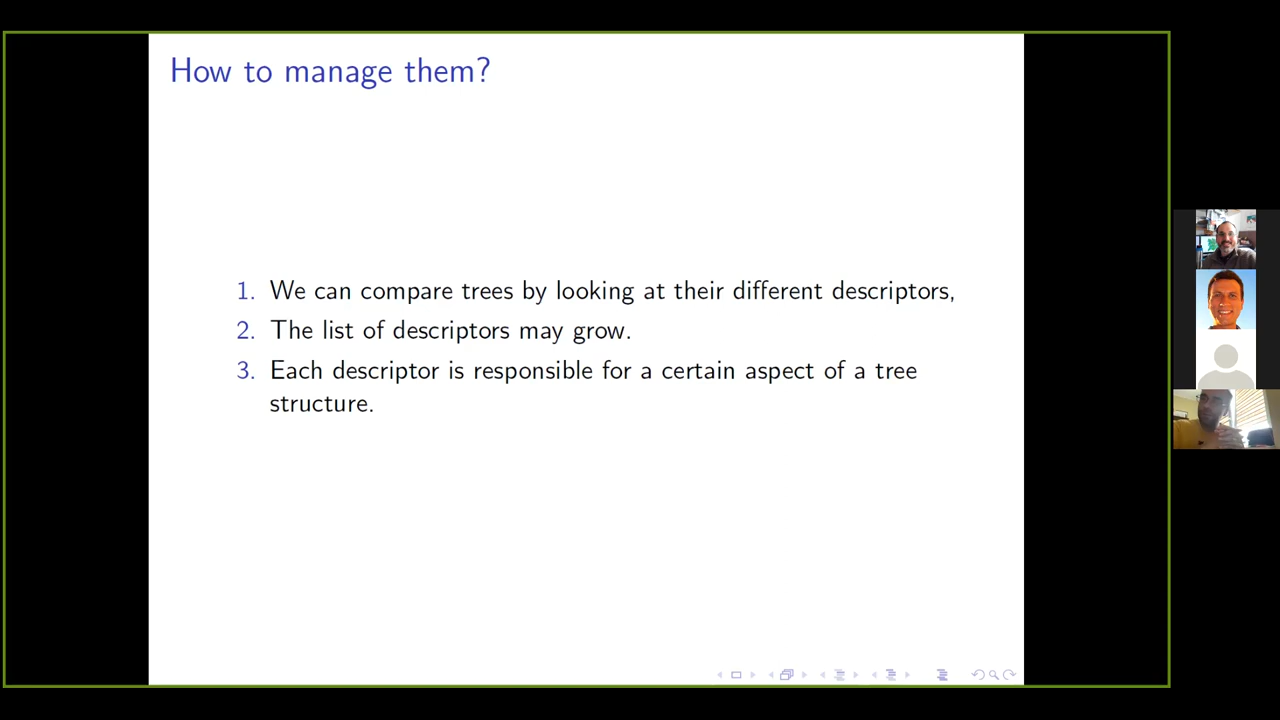 How to manage them?
1. We can compare trees by looking at their different descriptors,
2. The list of descriptors may grow.
3. Each descriptor is responsible for a certain aspect of a tree
structure.